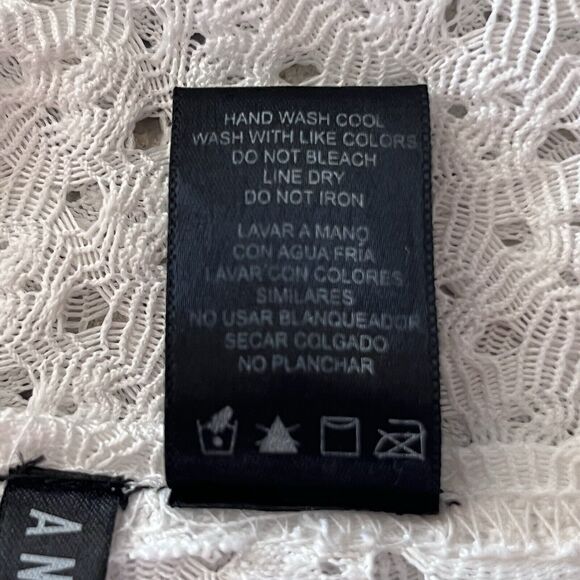 HAND WASH COOL
WASH WITH LIKE COLORS
DO NOT BLEACH
LINE DRY
DO NOT IRON
LAVAR A MANO
CON AGUA FRÍA
LAVAR CON COLORES
SIMILARES
NO USAR BLANQUEADOR
SECAR COLGADO
NO PLANCHAR
A M